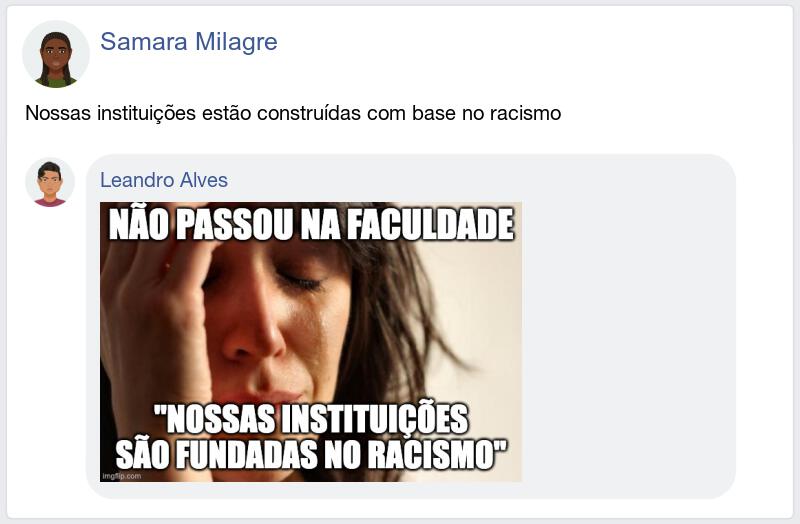 Samara Milagre
Nossas instituições estão construídas com base no racismo
Leandro Alves
NÃO PASSOU NA FACULDADE
"NOSSAS INSTITUIÇÕES
SÃO FUNDADAS NO RACISMO"
imgflip.com